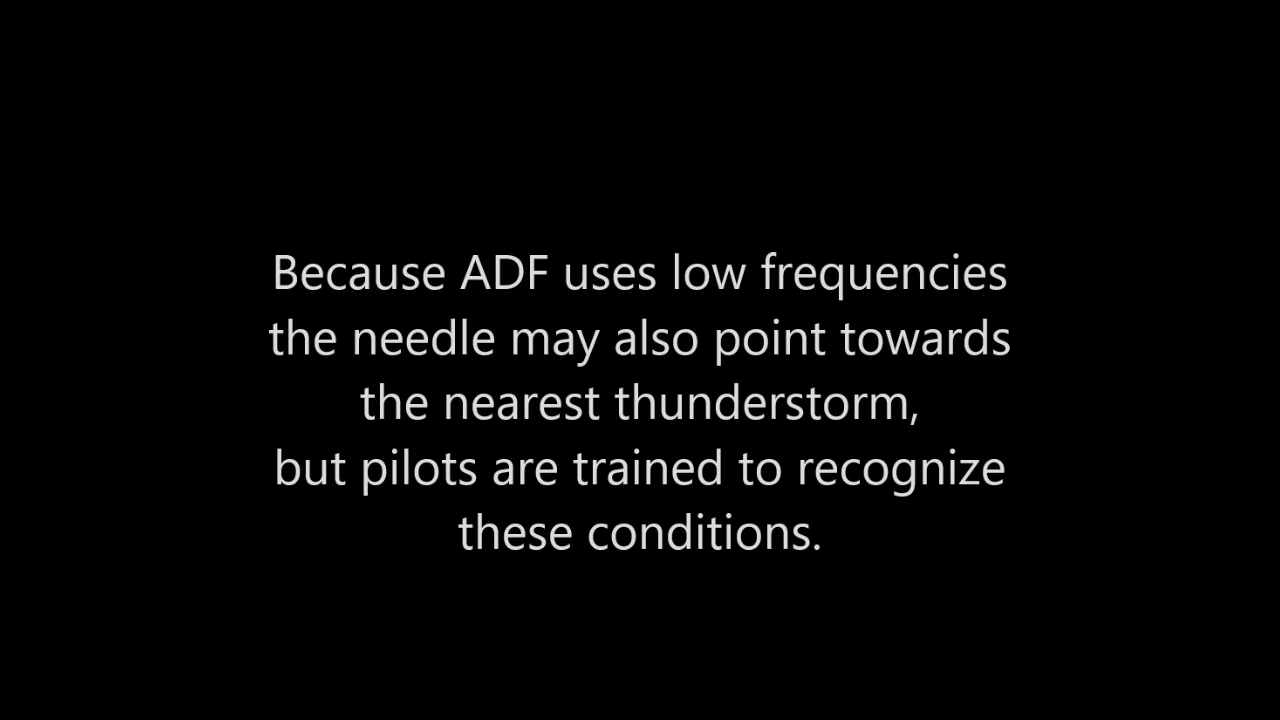 Because ADF uses low frequencies
the needle may also point towards
the nearest thunderstorm,
but pilots are trained to recognize
these conditions.